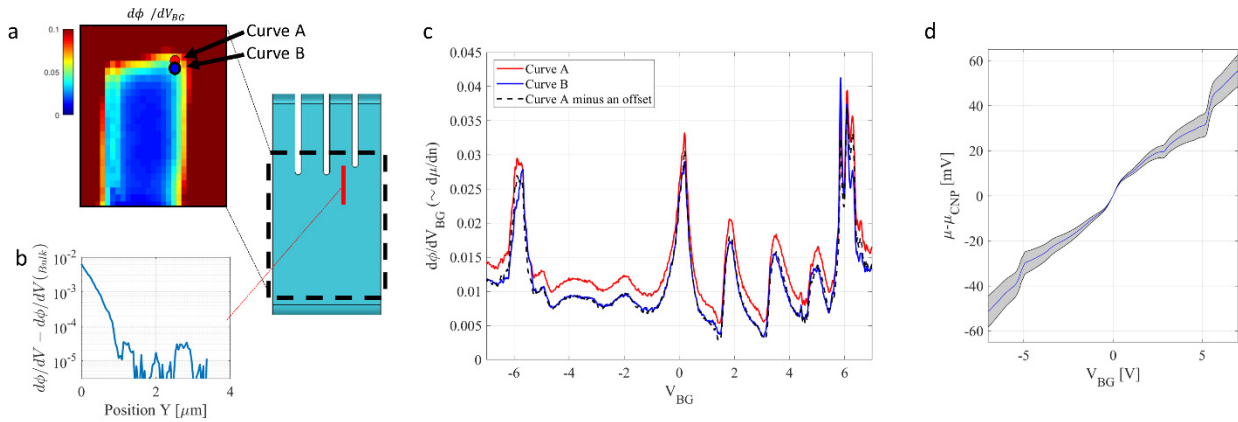 a
dϕ /dV_BG
0.1
0.05
0
Curve A
Curve B
b
dϕ/dV − dϕ/dV(n_bulk)
10^-2
10^-3
10^-4
10^-5
0
2
4
Position Y [μm]
c
dϕ/dV_BG (~ dμ/dn)
0.045
0.04
0.035
0.03
0.025
0.02
0.015
0.01
0.005
0
Curve A
Curve B
Curve A minus an offset
-6
-4
-2
0
2
4
6
V_BG
d
μ-μ_CNP [mV]
60
40
20
0
-20
-40
-60
-5
0
5
V_BG [V]